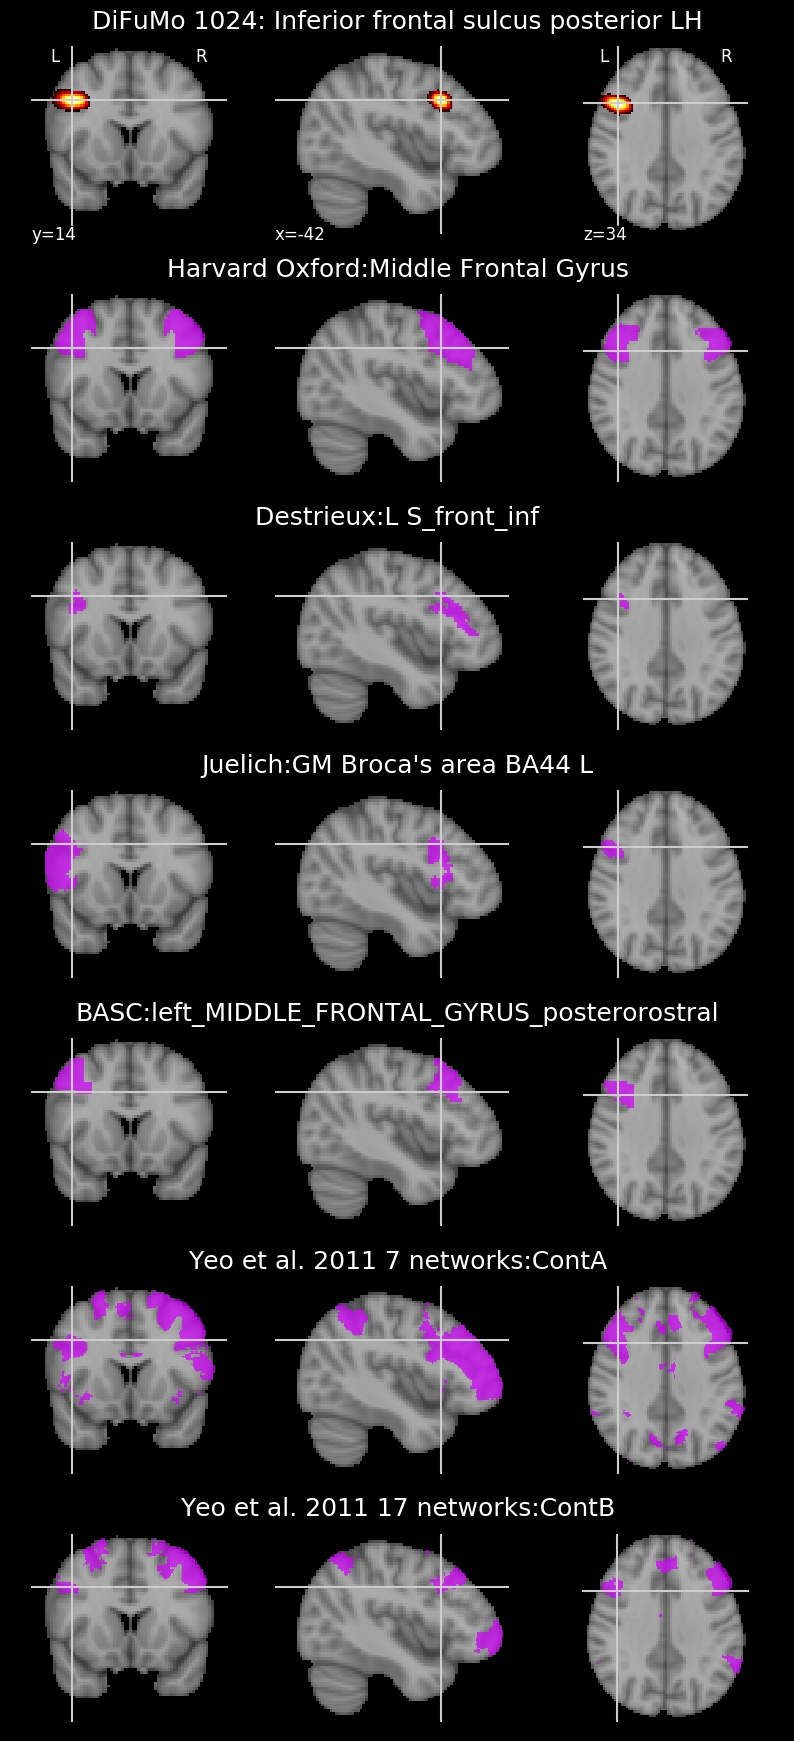 DiFuMo 1024: Inferior frontal sulcus posterior LH
L R L R
y=14 x=-42 z=34
Harvard Oxford:Middle Frontal Gyrus
Destrieux:L S_front_inf
Juelich:GM Broca's area BA44 L
BASC:left_MIDDLE_FRONTAL_GYRUS_posterorostral
Yeo et al. 2011 7 networks:ContA
Yeo et al. 2011 17 networks:ContB